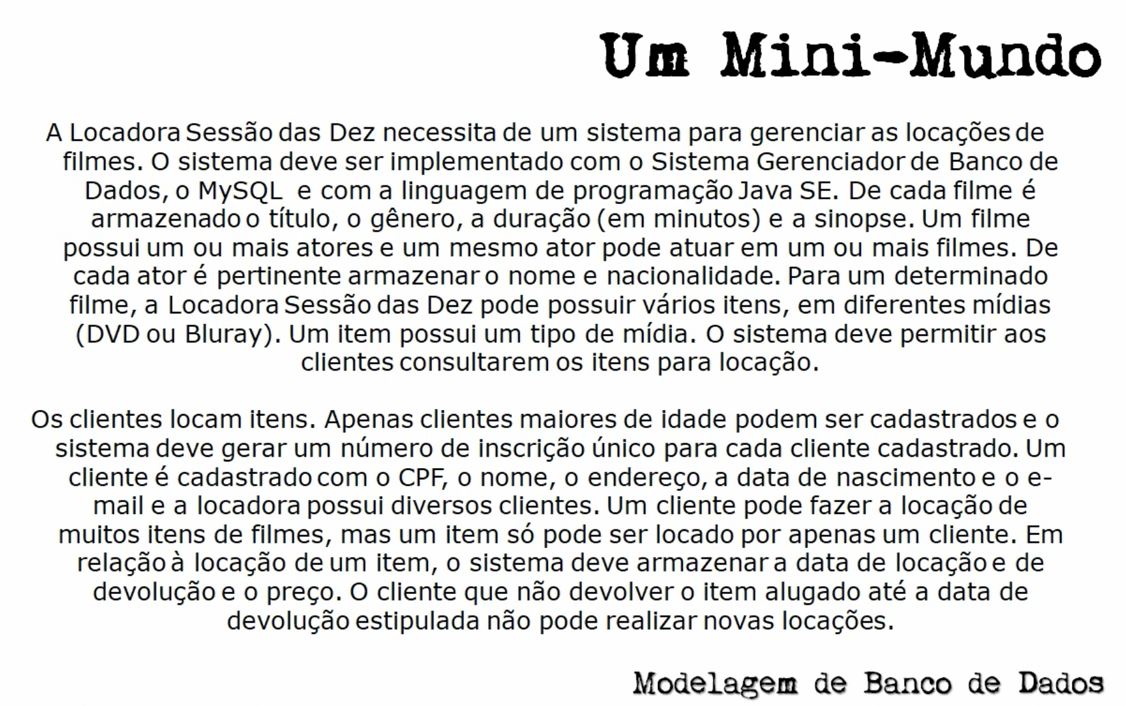 Um Mini-Mundo
A Locadora Sessão das Dez necessita de um sistema para gerenciar as locações de
filmes. O sistema deve ser implementado com o Sistema Gerenciador de Banco de
Dados, o MySQL e com a linguagem de programação Java SE. De cada filme é
armazenado o título, o gênero, a duração (em minutos) e a sinopse. Um filme
possui um ou mais atores e um mesmo ator pode atuar em um ou mais filmes. De
cada ator é pertinente armazenar o nome e nacionalidade. Para um determinado
filme, a Locadora Sessão das Dez pode possuir vários itens, em diferentes mídias
(DVD ou Bluray). Um item possui um tipo de mídia. O sistema deve permitir aos
clientes consultarem os itens para locação.
Os clientes locam itens. Apenas clientes maiores de idade podem ser cadastrados e o
sistema deve gerar um número de inscrição único para cada cliente cadastrado. Um
cliente é cadastrado com o CPF, o nome, o endereço, a data de nascimento e o e-
mail e a locadora possui diversos clientes. Um cliente pode fazer a locação de
muitos itens de filmes, mas um item só pode ser locado por apenas um cliente. Em
relação à locação de um item, o sistema deve armazenar a data de locação e de
devolução e o preço. O cliente que não devolver o item alugado até a data de
devolução estipulada não pode realizar novas locações.
Modelagem de Banco de Dados